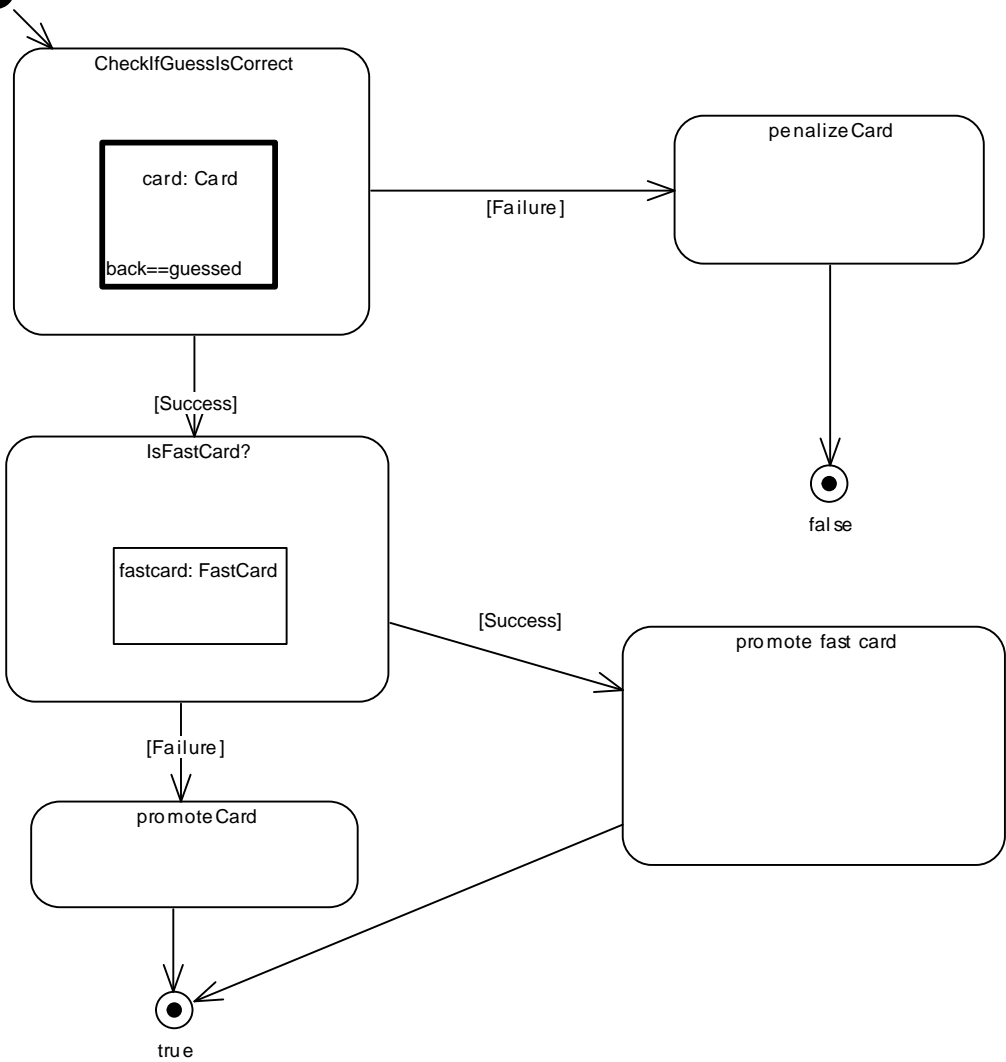 CheckIfGuessIsCorrect
card: Card
back==guessed
[Failure]
penalizeCard
[Success]
IsFastCard?
fastcard: FastCard
false
[Success]
promote fast card
[Failure]
promoteCard
true